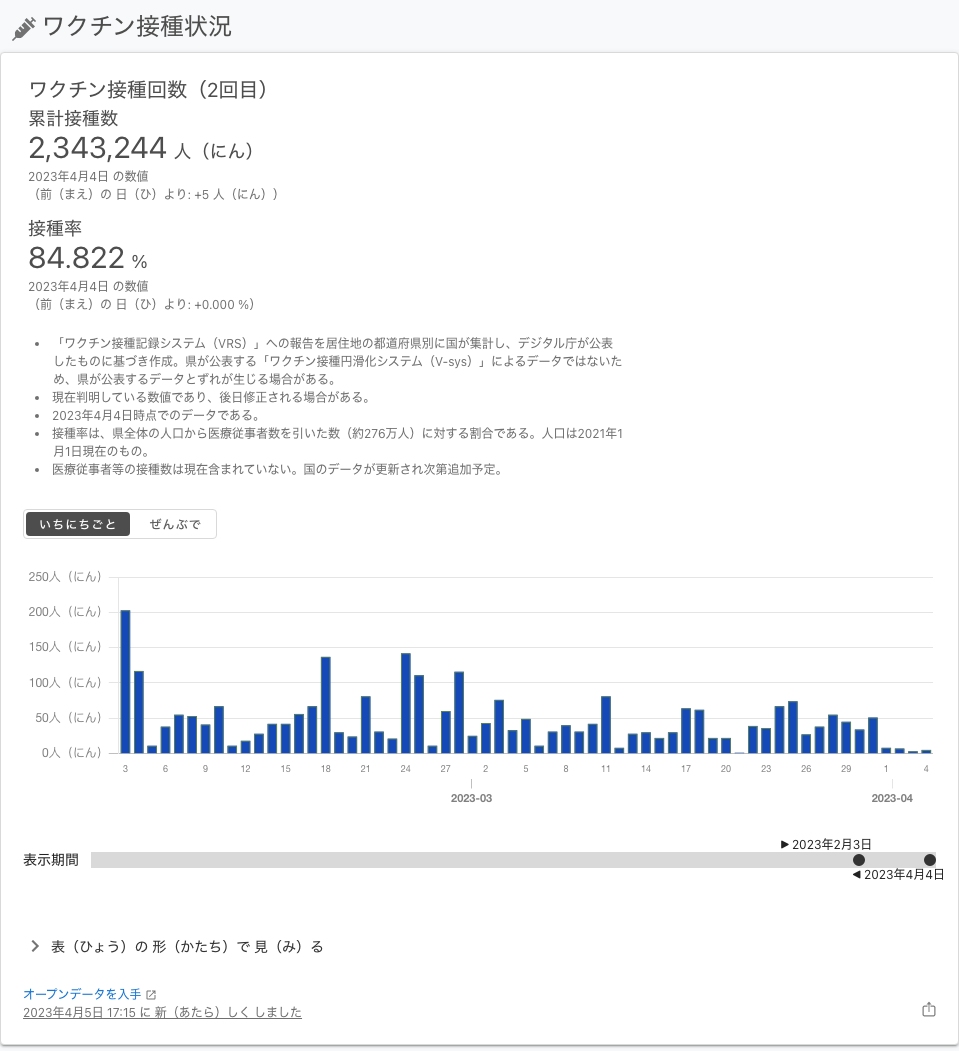 ワクチン接種状況
ワクチン接種回数（2回目）
累計接種数
2,343,244 人（にん）
2023年4月4日 の数値
（前（まえ）の 日（ひ）より: +5 人（にん））
接種率
84.822 %
2023年4月4日 の数値
（前（まえ）の 日（ひ）より: +0.000 %）
• 「ワクチン接種記録システム（VRS）」への報告を居住地の都道府県別に国が集計し、デジタル庁が公表
したものに基づき作成。県が公表する「ワクチン接種円滑化システム（V-sys）」によるデータではないた
め、県が公表するデータとずれが生じる場合がある。
• 現在判明している数値であり、後日修正される場合がある。
• 2023年4月4日時点でのデータである。
• 接種率は、県全体の人口から医療従事者数を引いた数（約276万人）に対する割合である。人口は2021年1
月1日現在のもの。
• 医療従事者等の接種数は現在含まれていない。国のデータが更新され次第追加予定。
いちにちごと ぜんぶで
250人（にん）
200人（にん）
150人（にん）
100人（にん）
50人（にん）
0人（にん）
3 6 9 12 15 18 21 24 27 2 5 8 11 14 17 20 23 26 29 1 4
2023-03 2023-04
▶ 2023年2月3日
表示期間
◀ 2023年4月4日
表（ひょう）の 形（かたち）で 見（み）る
オープンデータを入手
2023年4月5日 17:15 に 新（あたら）しく しました